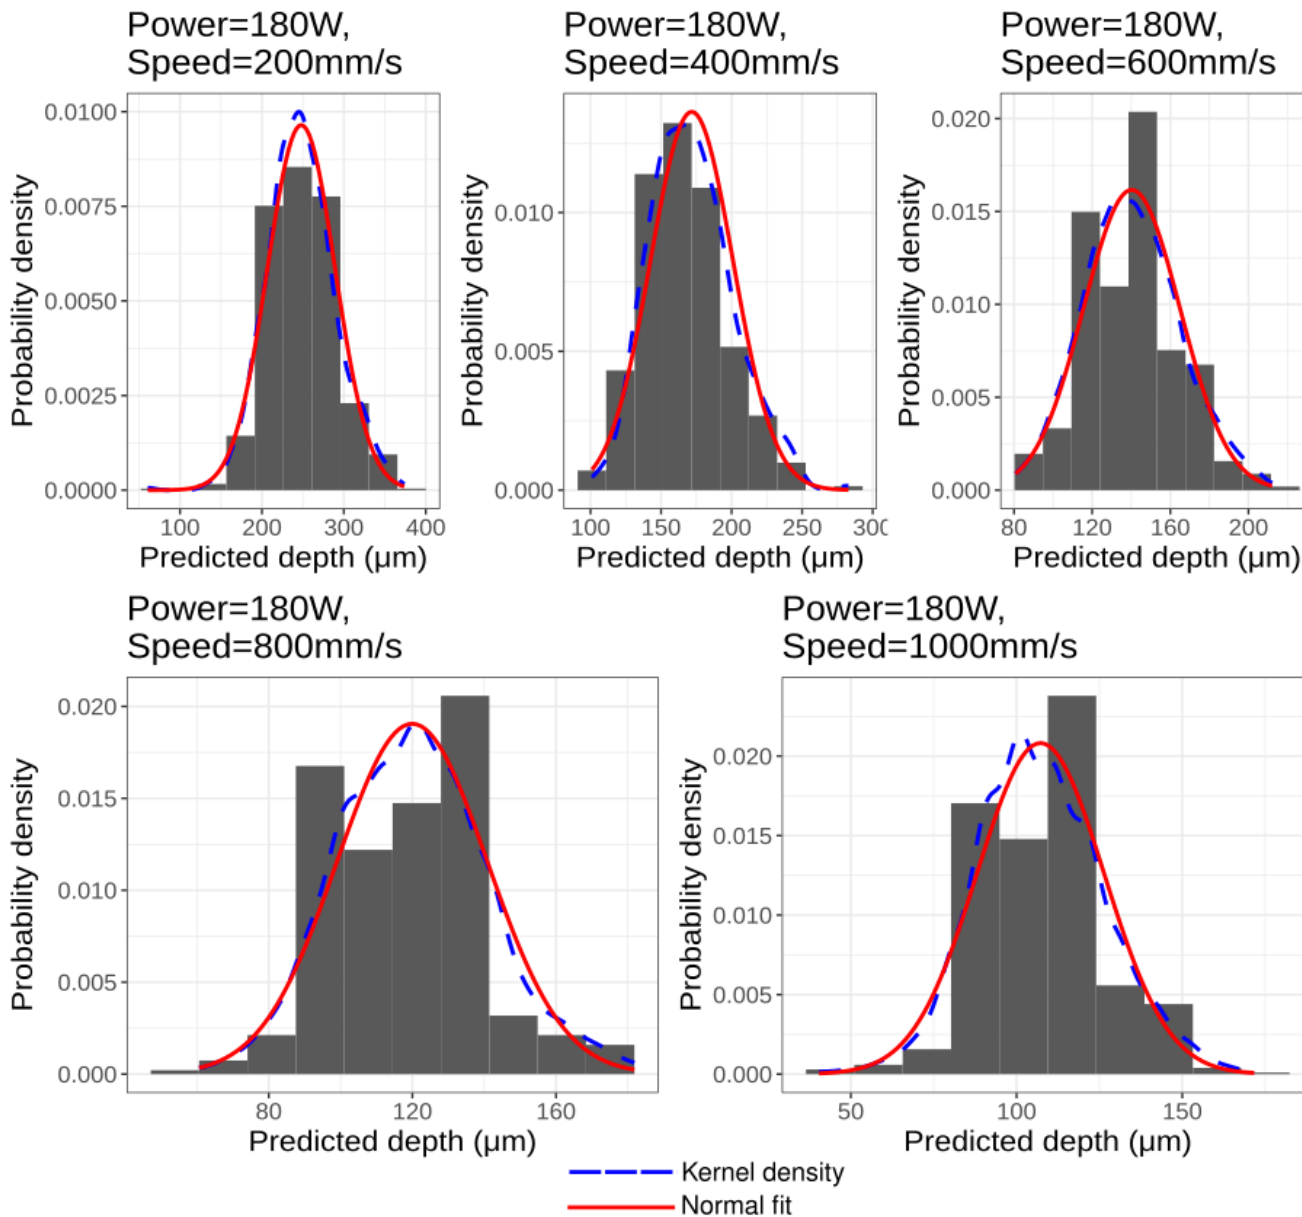 Power=180W,
Speed=200mm/s
Power=180W,
Speed=400mm/s
Power=180W,
Speed=600mm/s
Probability density
0.0100
0.0075
0.0050
0.0025
0.0000
100 200 300 400
Predicted depth (µm)
Probability density
0.010
0.005
0.000
100 150 200 250 300
Predicted depth (µm)
Probability density
0.020
0.015
0.010
0.005
0.000
80 120 160 200
Predicted depth (µm)
Power=180W,
Speed=800mm/s
Power=180W,
Speed=1000mm/s
Probability density
0.020
0.015
0.010
0.005
0.000
80 120 160
Predicted depth (µm)
Probability density
0.020
0.015
0.010
0.005
0.000
50 100 150
Predicted depth (µm)
Kernel density
Normal fit